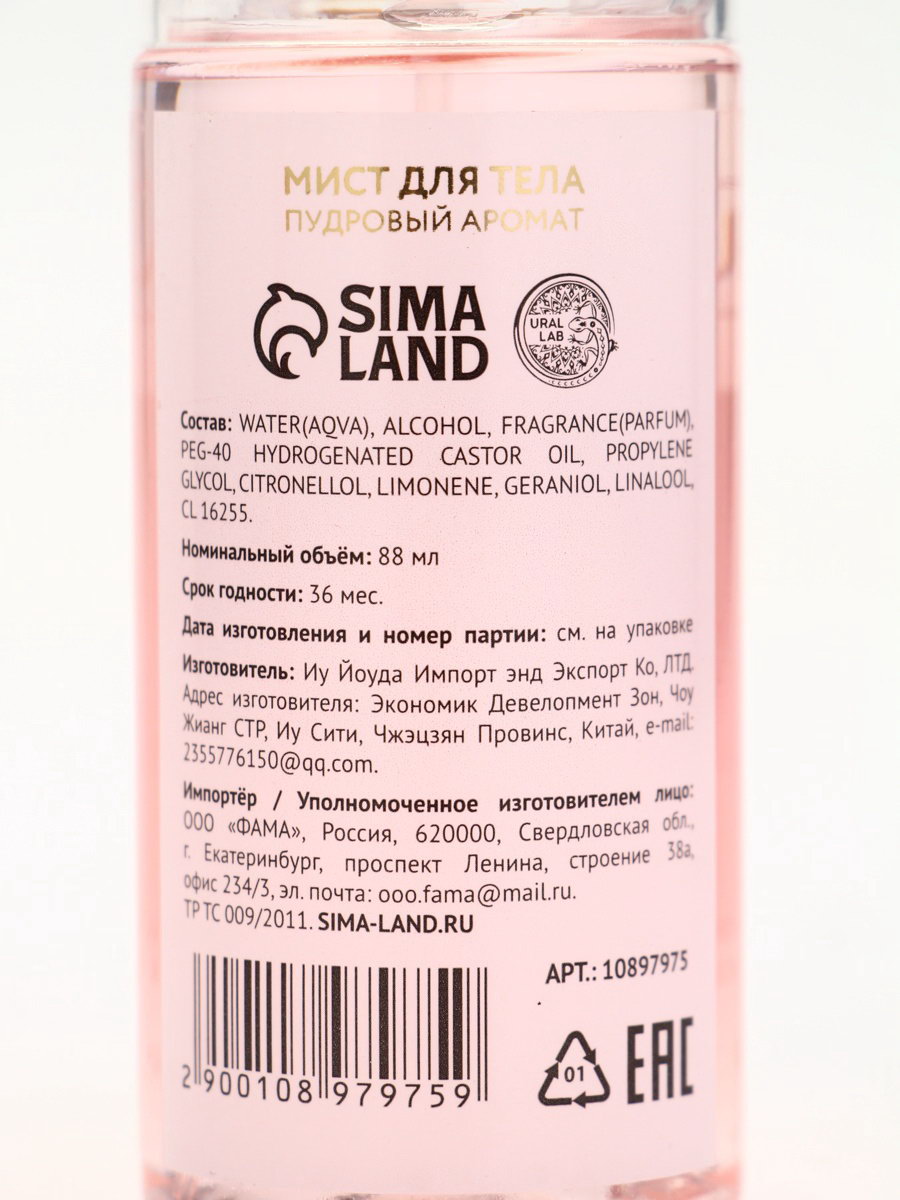 МИСТ ДЛЯ ТЕЛА
ПУДРОВЫЙ АРОМАТ
SIMA
LAND
URAL
LAB
Состав: WATER(AQVA), ALCOHOL, FRAGRANCE(PARFUM),
PEG-40 HYDROGENATED CASTOR OIL, PROPYLENE
GLYCOL, CITRONELLOL, LIMONENE, GERANIOL, LINALOOL,
CL 16255.
Номинальный объём: 88 мл
Срок годности: 36 мес.
Дата изготовления и номер партии: см. на упаковке
Изготовитель: Иу Йоуда Импорт энд Экспорт Ко, ЛТД.
Адрес изготовителя: Экономик Девелопмент Зон, Чоу
Жианг СТР, Иу Сити, Чжэцзян Провинс, Китай, e-mail:
2355776150@qq.com.
Импортёр / Уполномоченное изготовителем лицо:
ООО «ФАМА», Россия, 620000, Свердловская обл.,
г. Екатеринбург, проспект Ленина, строение 38а,
офис 234/3, эл. почта: ooo.fama@mail.ru.
ТР ТС 009/2011. SIMA-LAND.RU
АРТ.: 10897975
01
EAC
2 900108 979759